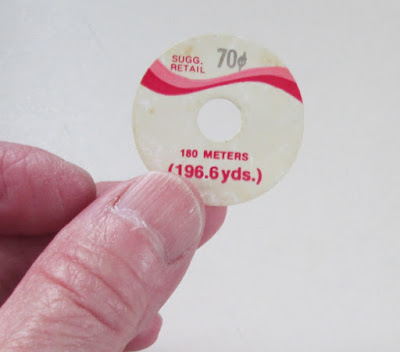 SUGG. 70¢
RETAIL
180 METERS
(196.6 yds.)